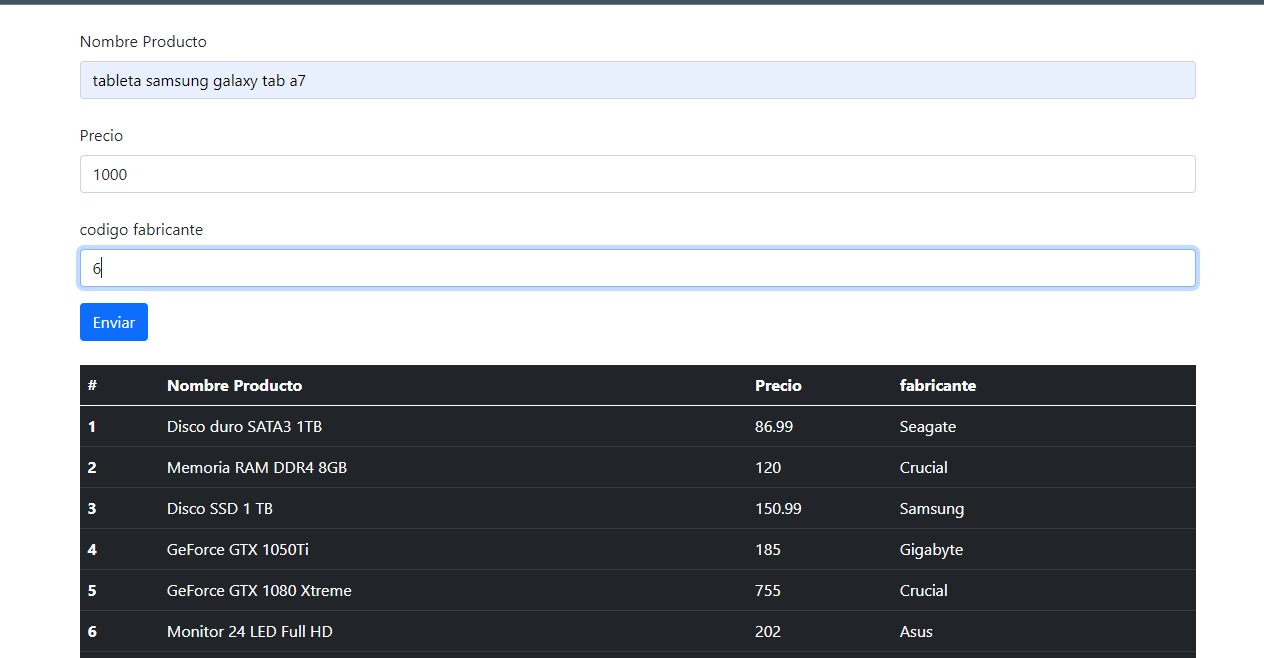 Nombre Producto
tableta samsung galaxy tab a7
Precio
1000
codigo fabricante
6
Enviar
# Nombre Producto Precio fabricante
1 Disco duro SATA3 1TB 86.99 Seagate
2 Memoria RAM DDR4 8GB 120 Crucial
3 Disco SSD 1 TB 150.99 Samsung
4 GeForce GTX 1050Ti 185 Gigabyte
5 GeForce GTX 1080 Xtreme 755 Crucial
6 Monitor 24 LED Full HD 202 Asus